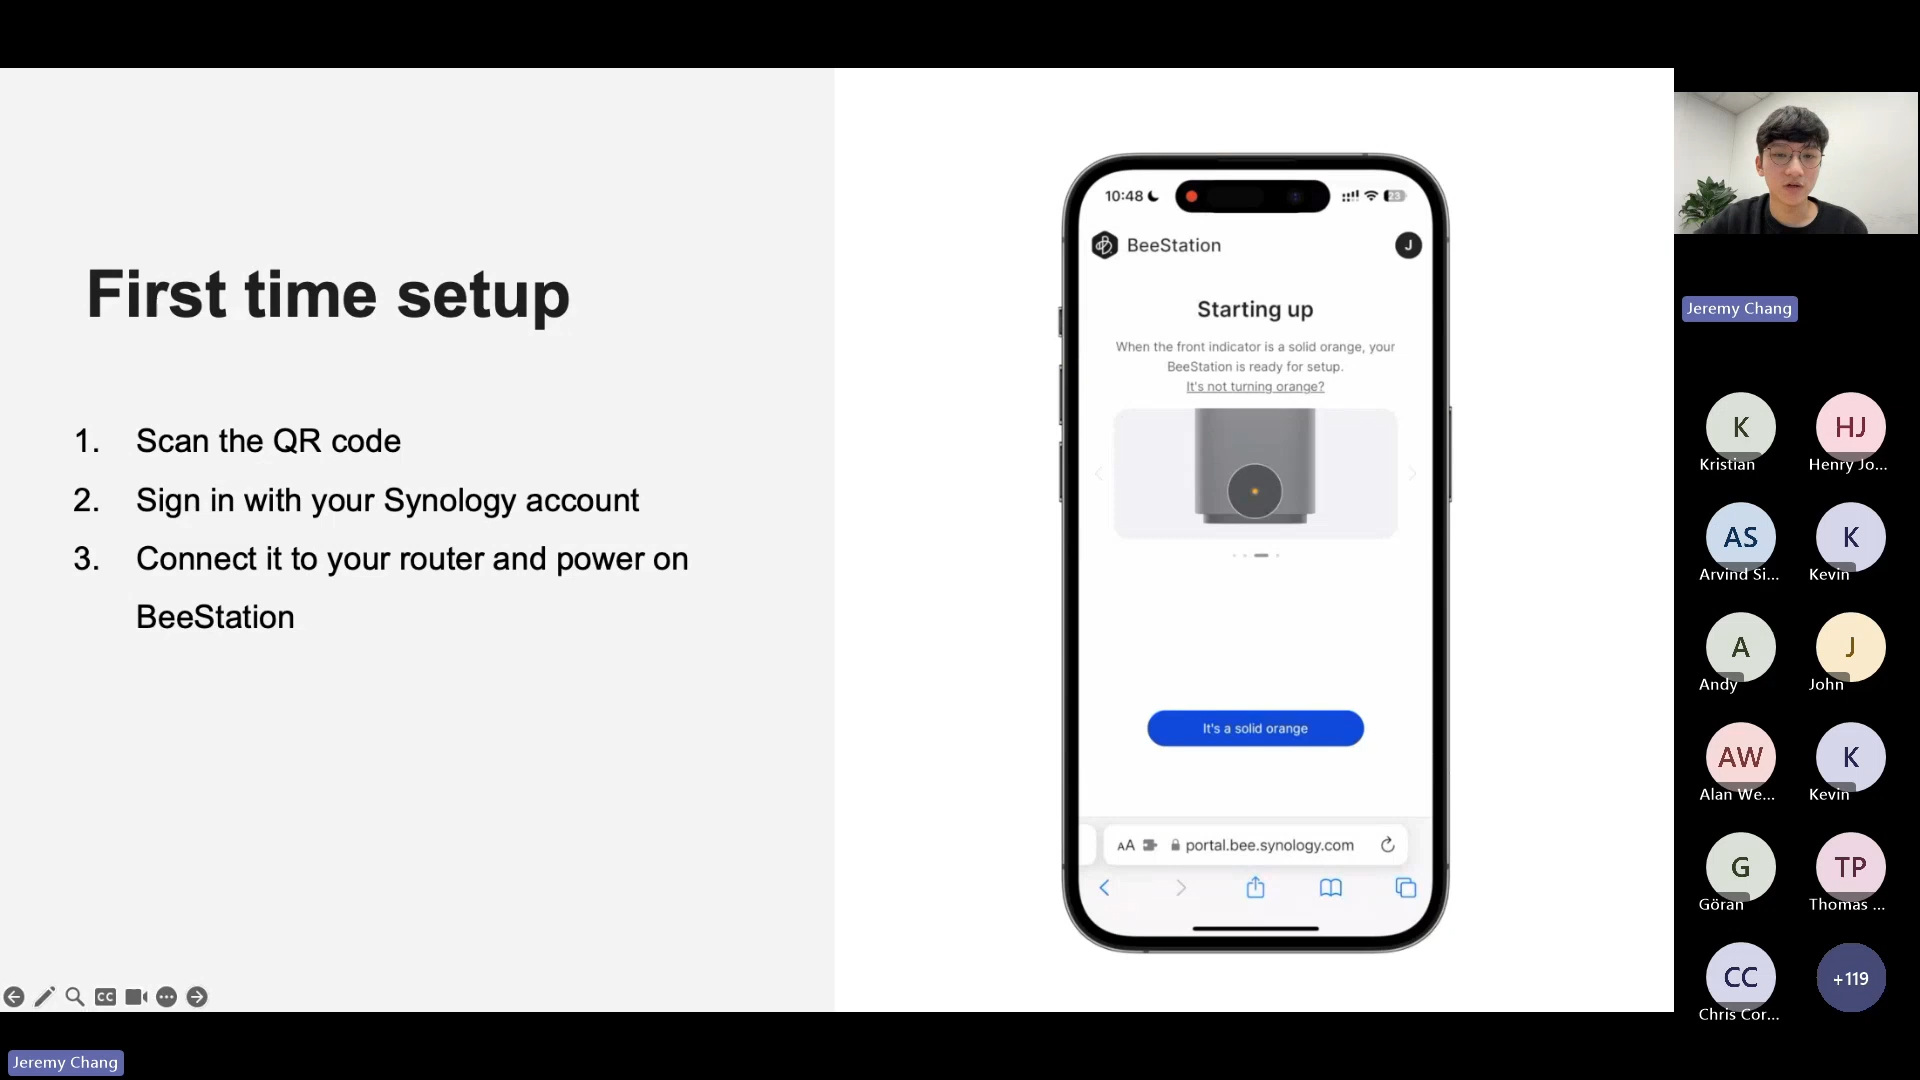 First time setup
1. Scan the QR code
2. Sign in with your Synology account
3. Connect it to your router and power on
BeeStation
10:48
23
BeeStation
J
Starting up
When the front indicator is a solid orange, your
BeeStation is ready for setup.
It's not turning orange?
It's a solid orange
AA
portal.bee.synology.com
CC
Jeremy Chang
Jeremy Chang
K
HJ
Kristian
Henry Jo...
AS
K
Arvind Si...
Kevin
A
J
Andy
John
AW
K
Alan We...
Kevin
G
TP
Göran
Thomas ...
CC
+119
Chris Cor...